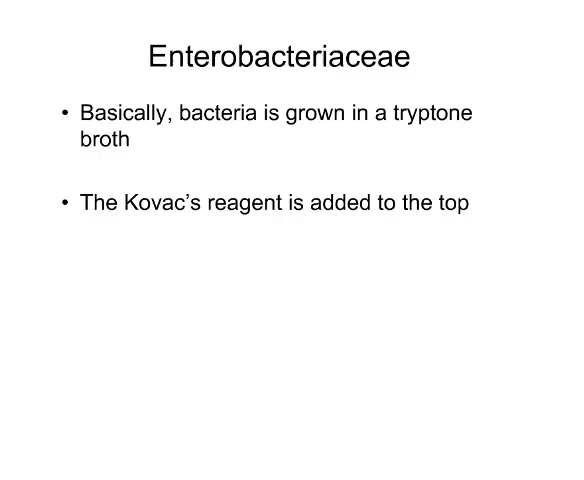 Enterobacteriaceae
• Basically, bacteria is grown in a tryptone
broth
• The Kovac’s reagent is added to the top